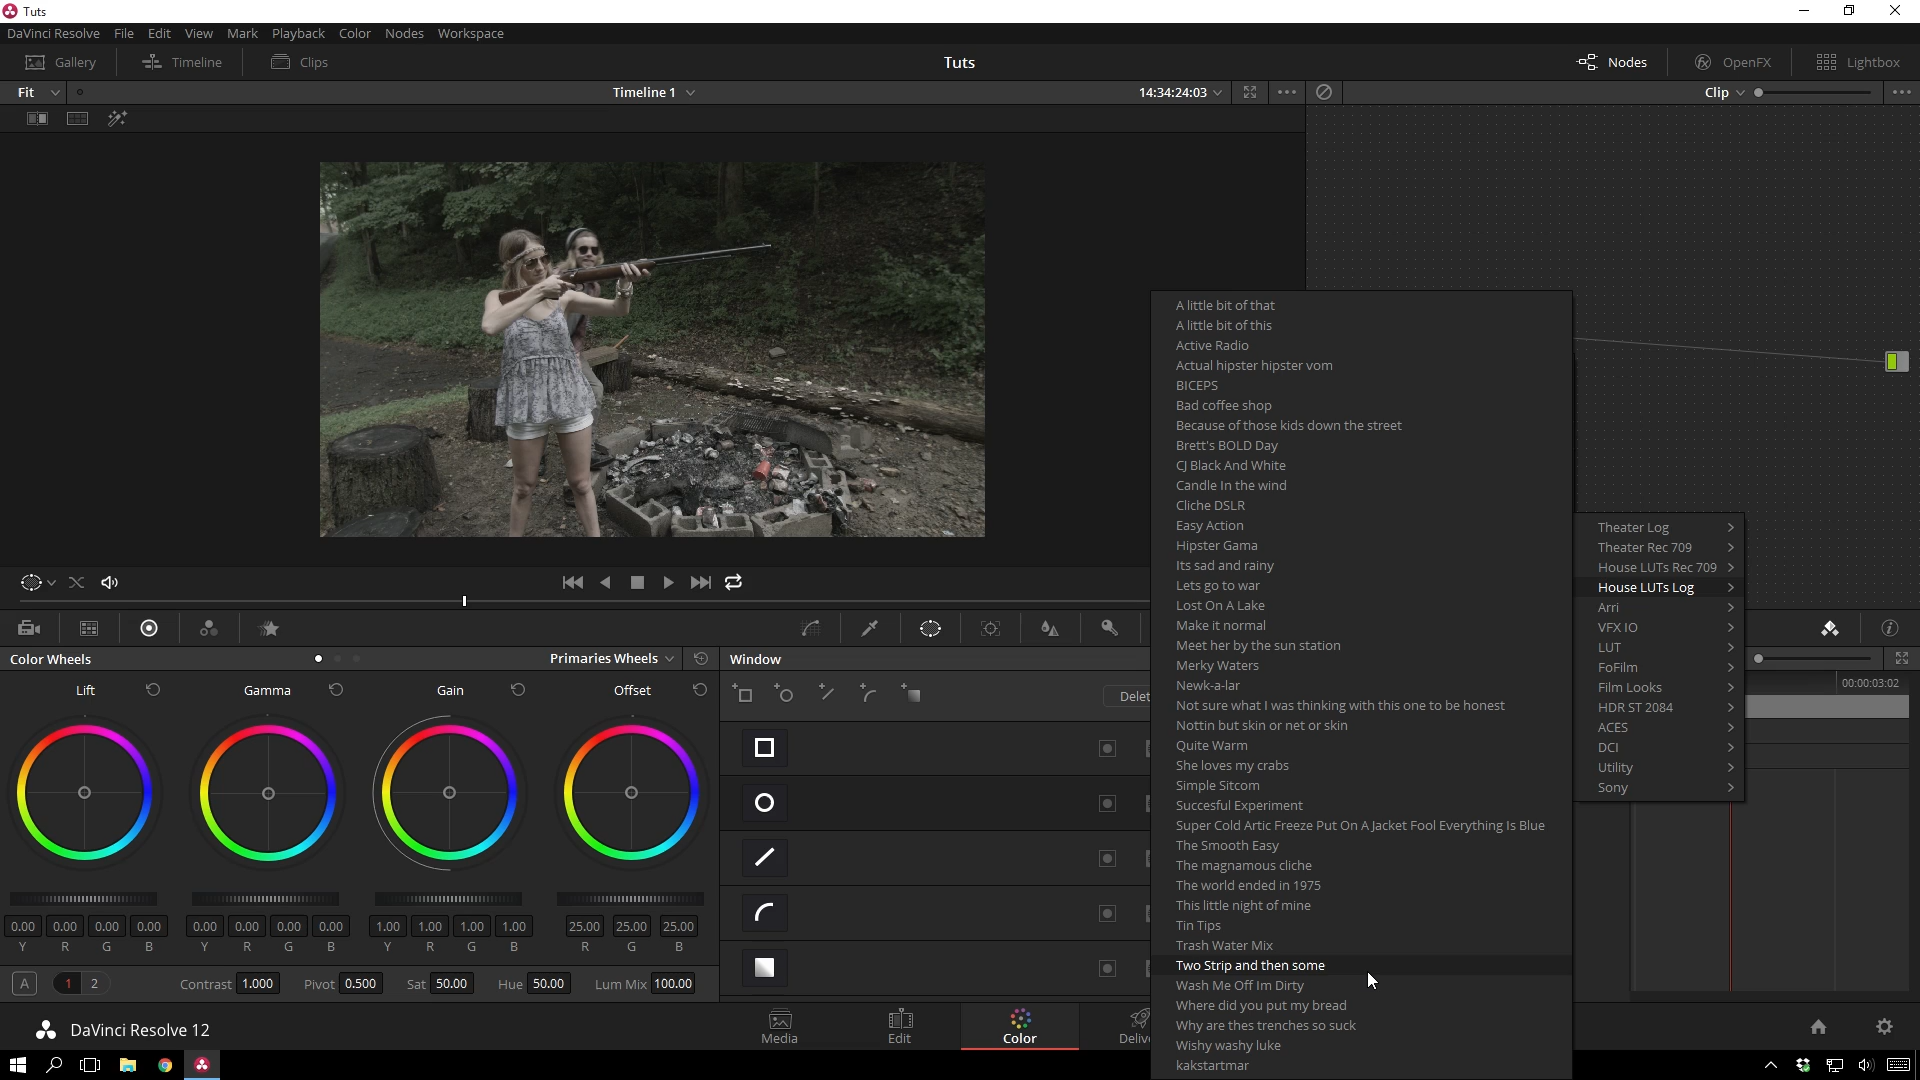 Tuts
DaVinci Resolve File Edit View Mark Playback Color Nodes Workspace
Gallery Timeline Clips Tuts Nodes OpenFX Lightbox
Fit Timeline 1 14:34:24:03 Clip
A little bit of that
A little bit of this
Active Radio
Actual hipster hipster vom
BICEPS
Bad coffee shop
Because of those kids down the street
Brett's BOLD Day
CJ Black And White
Candle In the wind
Cliche DSLR
Easy Action
Hipster Gama
Its sad and rainy
Lets go to war
Lost On A Lake
Make it normal
Meet her by the sun station
Merky Waters
Newk-a-lar
Not sure what I was thinking with this one to be honest
Nottin but skin or net or skin
Quite Warm
She loves my crabs
Simple Sitcom
Succesful Experiment
Super Cold Artic Freeze Put On A Jacket Fool Everything Is Blue
The Smooth Easy
The magnamous cliche
The world ended in 1975
This little night of mine
Tin Tips
Trash Water Mix
Two Strip and then some
Wash Me Off Im Dirty
Where did you put my bread
Why are thes trenches so suck
Wishy washy luke
kakstartmar
Theater Log
Theater Rec 709
House LUTs Rec 709
House LUTs Log
Arri
VFX IO
LUT
FoFilm
Film Looks
HDR ST 2084
ACES
DCI
Utility
Sony
00:00:03:02
Color Wheels Primaries Wheels Window
Lift Gamma Gain Offset
Delet
0.00 0.00 0.00 0.00 0.00 0.00 0.00 0.00 1.00 1.00 1.00 1.00 25.00 25.00 25.00
Y R G B Y R G B Y R G B R G B
A 1 2 Contrast 1.000 Pivot 0.500 Sat 50.00 Hue 50.00 Lum Mix 100.00
DaVinci Resolve 12 Media Edit Color Delive